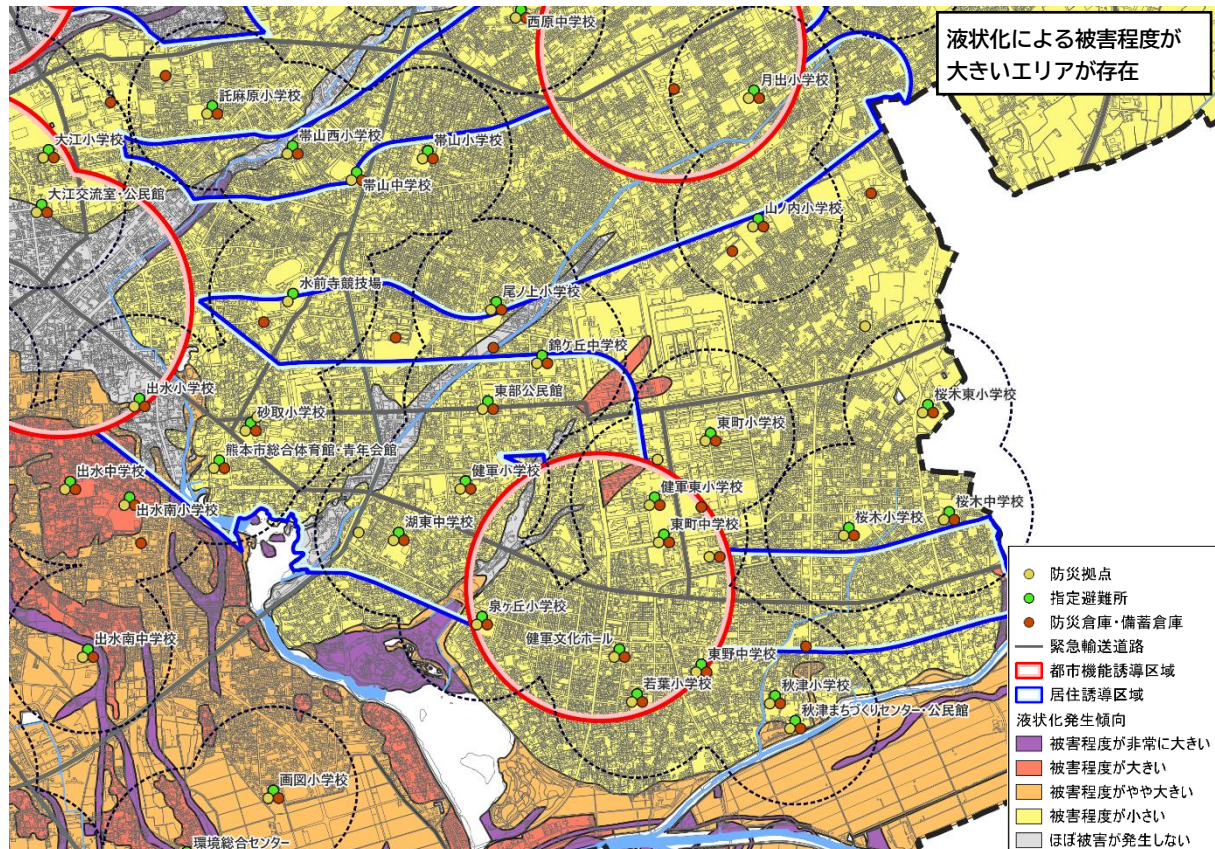 液状化による被害程度が
大きいエリアが存在
西原中学校
月出小学校
託麻原小学校
帯山西小学校
帯山小学校
大江小学校
帯山中学校
大江交流室・公民館
山ノ内小学校
水前寺競技場
尾ノ上小学校
錦ケ丘中学校
出水小学校
東部公民館
桜木東小学校
砂取小学校
東町小学校
熊本市総合体育館・青年会館
出水中学校
健軍小学校
健軍東小学校
出水南小学校
湖東中学校
東町中学校
桜木小学校
桜木中学校
泉ヶ丘小学校
健軍文化ホール
出水南中学校
東野中学校
若葉小学校
秋津小学校
秋津まちづくりセンター・公民館
画図小学校
環境総合センター
防災拠点
指定避難所
防災倉庫・備蓄倉庫
緊急輸送道路
都市機能誘導区域
居住誘導区域
液状化発生傾向
被害程度が非常に大きい
被害程度が大きい
被害程度がやや大きい
被害程度が小さい
ほぼ被害が発生しない